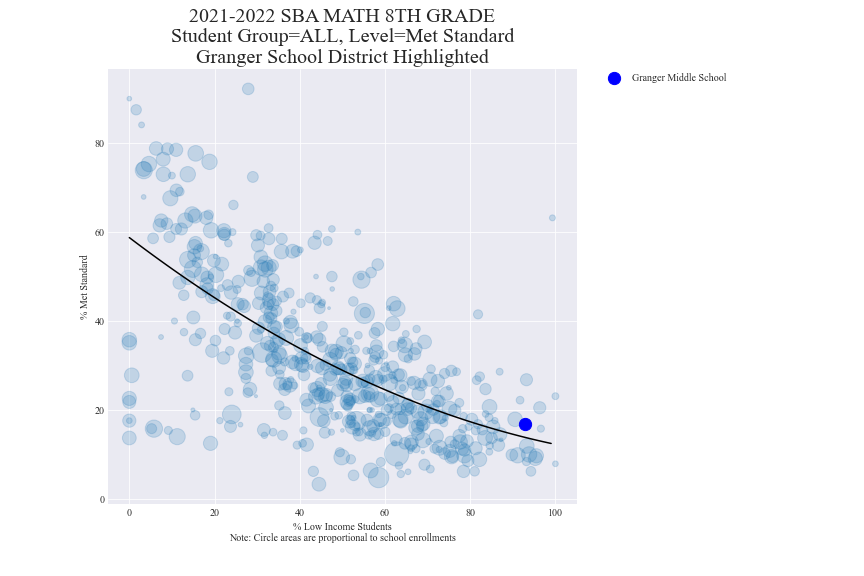 2021-2022 SBA MATH 8TH GRADE
Student Group=ALL, Level=Met Standard
Granger School District Highlighted
Granger Middle School
% Met Standard
80
60
40
20
0
0 20 40 60 80 100
% Low Income Students
Note: Circle areas are proportional to school enrollments